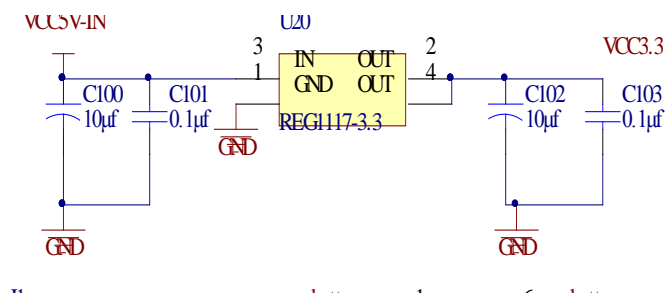 VCC5V-IN
U20
VCC3.3
3 IN OUT 2
1 GND OUT 4
C100
10µf
C101
0.1µf
REG1117-3.3
C102
10µf
C103
0.1µf
GND
GND
GND